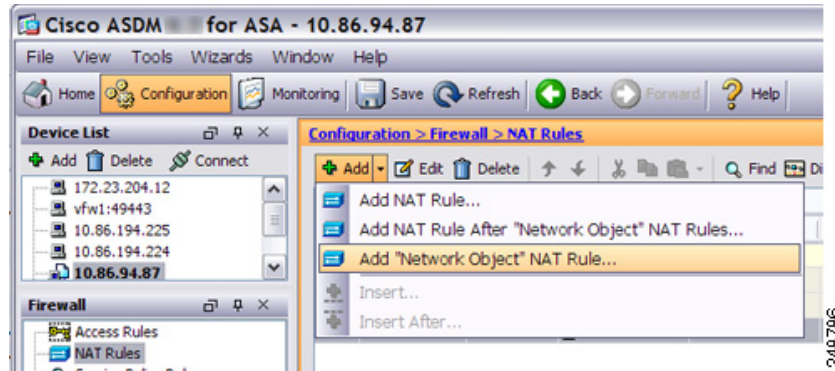 Cisco ASDM for ASA - 10.86.94.87
File View Tools Wizards Window Help
Home Configuration Monitoring Save Refresh Back Forward Help
Device List
Add Delete Connect
172.23.204.12
vfw1:49443
10.86.194.225
10.86.194.224
10.86.94.87
Firewall
Access Rules
NAT Rules
Configuration > Firewall > NAT Rules
Add Edit Delete Find Di
Add NAT Rule...
Add NAT Rule After "Network Object" NAT Rules...
Add "Network Object" NAT Rule...
Insert...
Insert After...